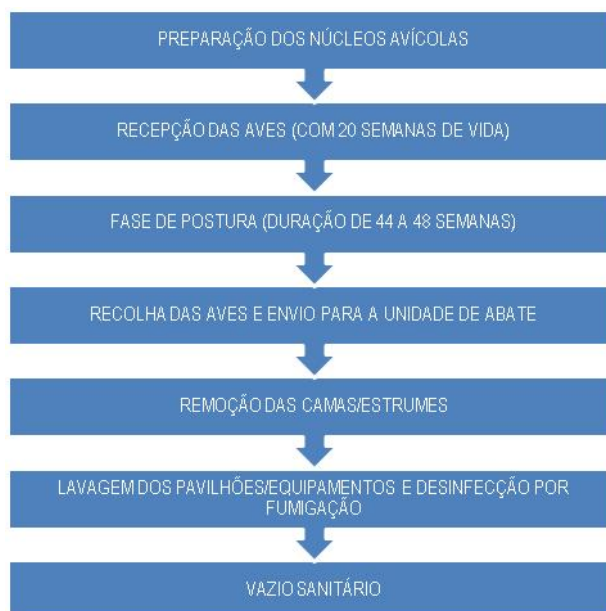 PREPARAÇÃO DOS NÚCLEOS AVÍCOLAS
RECEPÇÃO DAS AVES (COM 20 SEMANAS DE VIDA)
FASE DE POSTURA (DURAÇÃO DE 44 A 48 SEMANAS)
RECOLHA DAS AVES E ENVIO PARA A UNIDADE DE ABATE
REMOÇÃO DAS CAMAS/ESTRUMES
LAVAGEM DOS PAVILHÕES/EQUIPAMENTOS E DESINFECÇÃO POR
FUMIGAÇÃO
VAZIO SANITÁRIO